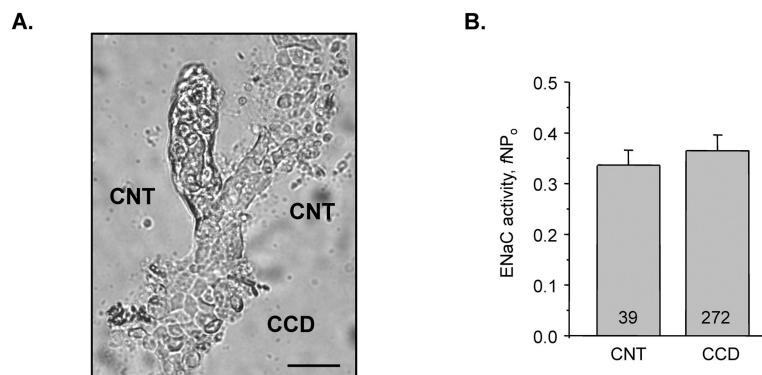 A.
CNT
CNT
CCD
B.
ENaC activity, fNPo
0.5
0.4
0.3
0.2
0.1
0.0
39
272
CNT
CCD